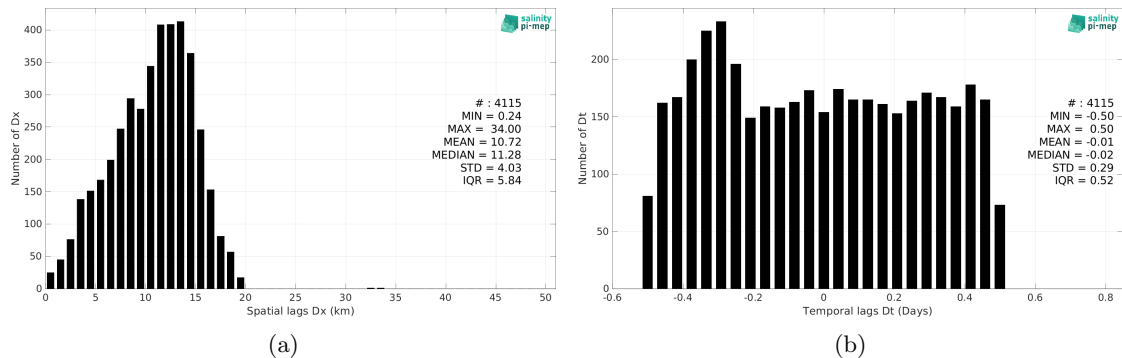 salinity
pi-mep
400
350
300
250
200
150
100
50
0
Number of Dx
# : 4115
MIN = 0.24
MAX = 34.00
MEAN = 10.72
MEDIAN = 11.28
STD = 4.03
IQR = 5.84
0 5 10 15 20 25 30 35 40 45 50
Spatial lags Dx (km)
(a)
salinity
pi-mep
200
150
100
50
0
Number of Dt
# : 4115
MIN = -0.50
MAX = 0.50
MEAN = -0.01
MEDIAN = -0.02
STD = 0.29
IQR = 0.52
-0.6 -0.4 -0.2 0 0.2 0.4 0.6 0.8
Temporal lags Dt (Days)
(b)